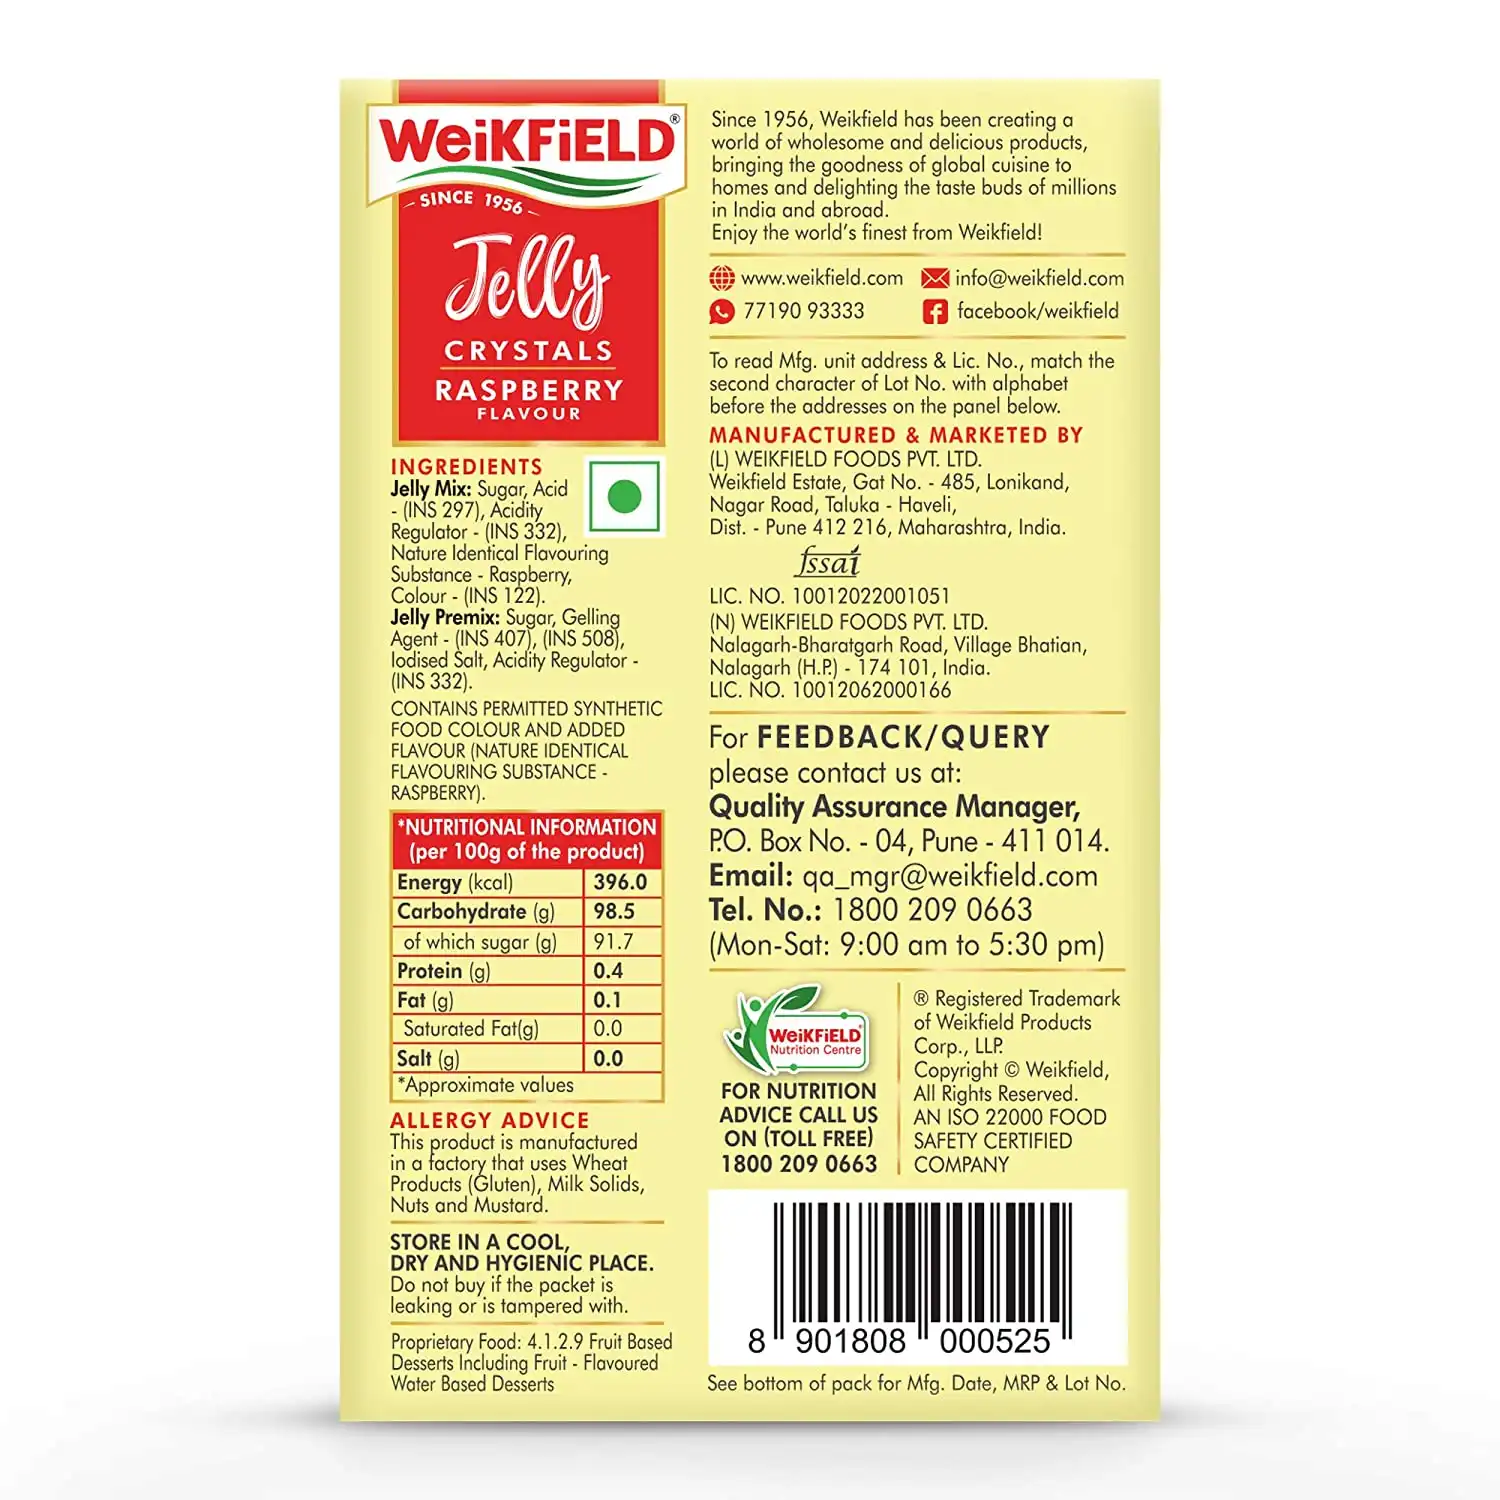 WEiKFiELD®
SINCE 1956
Jelly
CRYSTALS
RASPBERRY
FLAVOUR
INGREDIENTS
Jelly Mix: Sugar, Acid
- (INS 297), Acidity
Regulator - (INS 332),
Nature Identical Flavouring
Substance - Raspberry,
Colour - (INS 122).
Jelly Premix: Sugar, Gelling
Agent - (INS 407), (INS 508),
Iodised Salt, Acidity Regulator -
(INS 332).
CONTAINS PERMITTED SYNTHETIC
FOOD COLOUR AND ADDED
FLAVOUR (NATURE IDENTICAL
FLAVOURING SUBSTANCE -
RASPBERRY).
*NUTRITIONAL INFORMATION
(per 100g of the product)
Energy (kcal) 396.0
Carbohydrate (g) 98.5
of which sugar (g) 91.7
Protein (g) 0.4
Fat (g) 0.1
Saturated Fat(g) 0.0
Salt (g) 0.0
*Approximate values
ALLERGY ADVICE
This product is manufactured
in a factory that uses Wheat
Products (Gluten), Milk Solids,
Nuts and Mustard.
STORE IN A COOL,
DRY AND HYGIENIC PLACE.
Do not buy if the packet is
leaking or is tampered with.
Proprietary Food: 4.1.2.9 Fruit Based
Desserts Including Fruit - Flavoured
Water Based Desserts
Since 1956, Weikfield has been creating a
world of wholesome and delicious products,
bringing the goodness of global cuisine to
homes and delighting the taste buds of millions
in India and abroad.
Enjoy the world's finest from Weikfield!
www.weikfield.com info@weikfield.com
77190 93333 facebook/weikfield
To read Mfg. unit address & Lic. No., match the
second character of Lot No. with alphabet
before the addresses on the panel below.
MANUFACTURED & MARKETED BY
(L) WEIKFIELD FOODS PVT. LTD.
Weikfield Estate, Gat No. - 485, Lonikand,
Nagar Road, Taluka - Haveli,
Dist. - Pune 412 216, Maharashtra, India.
fssai
LIC. NO. 10012022001051
(N) WEIKFIELD FOODS PVT. LTD.
Nalagarh-Bharatgarh Road, Village Bhatian,
Nalagarh (H.P.) - 174 101, India.
LIC. NO. 10012062000166
For FEEDBACK/QUERY
please contact us at:
Quality Assurance Manager,
P.O. Box No. - 04, Pune - 411 014.
Email: qa_mgr@weikfield.com
Tel. No.: 1800 209 0663
(Mon-Sat: 9:00 am to 5:30 pm)
WEiKFiELD®
Nutrition Centre
FOR NUTRITION
ADVICE CALL US
ON (TOLL FREE)
1800 209 0663
® Registered Trademark
of Weikfield Products
Corp., LLP.
Copyright © Weikfield,
All Rights Reserved.
AN ISO 22000 FOOD
SAFETY CERTIFIED
COMPANY
8 901808 000525
See bottom of pack for Mfg. Date, MRP & Lot No.